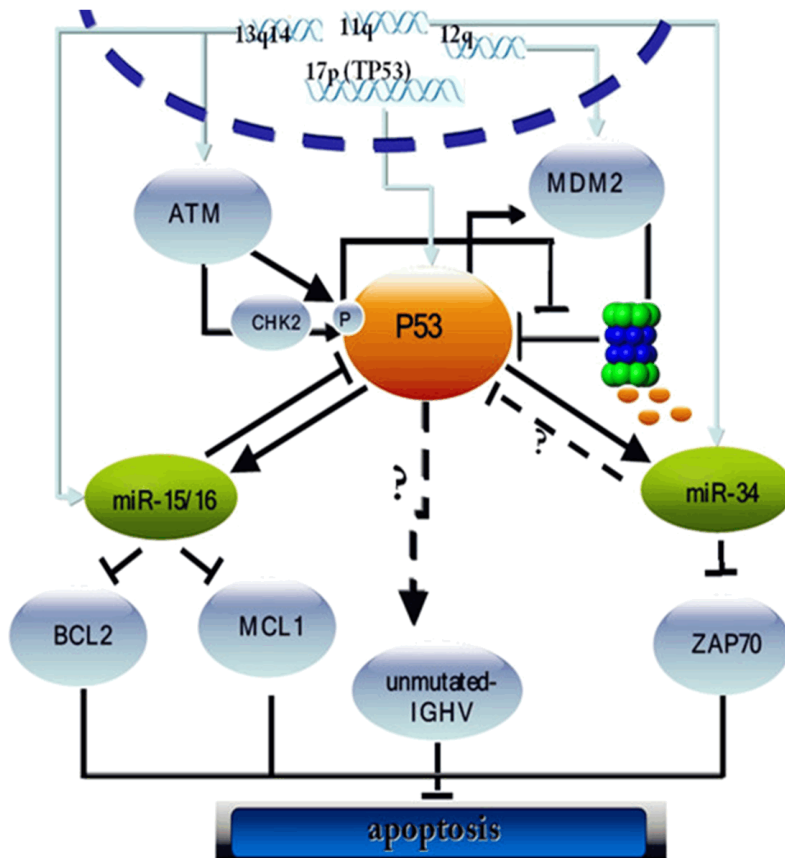 13q14
11q
12q
17p (TP53)
ATM
MDM2
CHK2
P
P53
?
?
miR-15/16
miR-34
BCL2
MCL1
ZAP70
unmutated-
IGHV
apoptosis